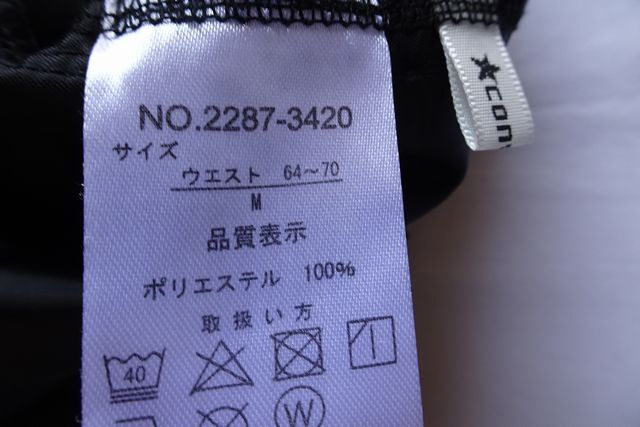 NO.2287-3420
サイズ
ウエスト 64～70
M
品質表示
ポリエステル 100%
取扱い方
40
W
★con